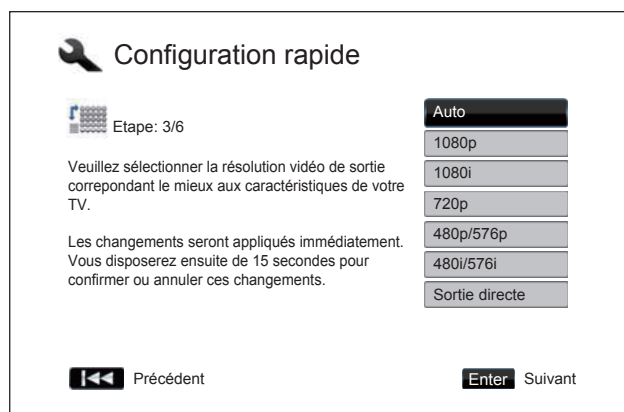 Configuration rapide
Etape: 3/6
Veuillez sélectionner la résolution vidéo de sortie
correpondant le mieux aux caractéristiques de votre
TV.
Les changements seront appliqués immédiatement.
Vous disposerez ensuite de 15 secondes pour
confirmer ou annuler ces changements.
Auto
1080p
1080i
720p
480p/576p
480i/576i
Sortie directe
Précédent
Enter Suivant